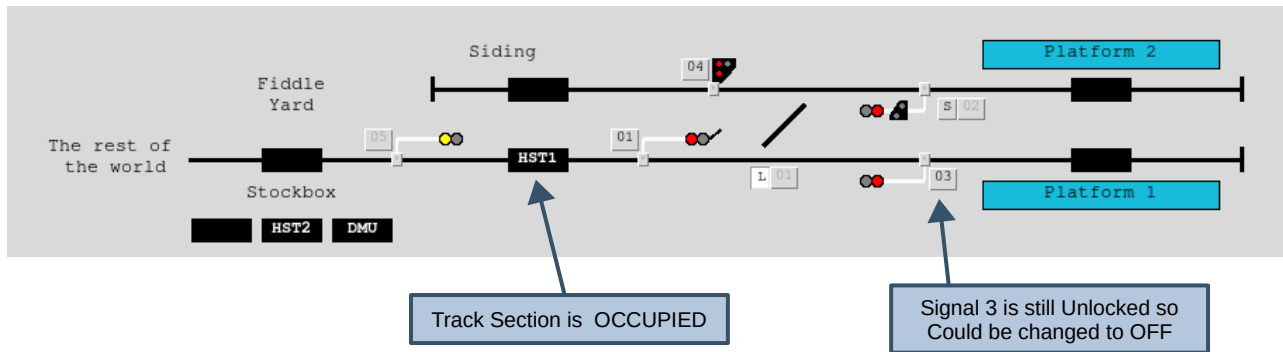 Siding
Platform 2
04
Fiddle
Yard
S 02
05
01
The rest of
the world
HST1
L 01
03
Stockbox
Platform 1
HST2 DMU
Track Section is OCCUPIED
Signal 3 is still Unlocked so
Could be changed to OFF